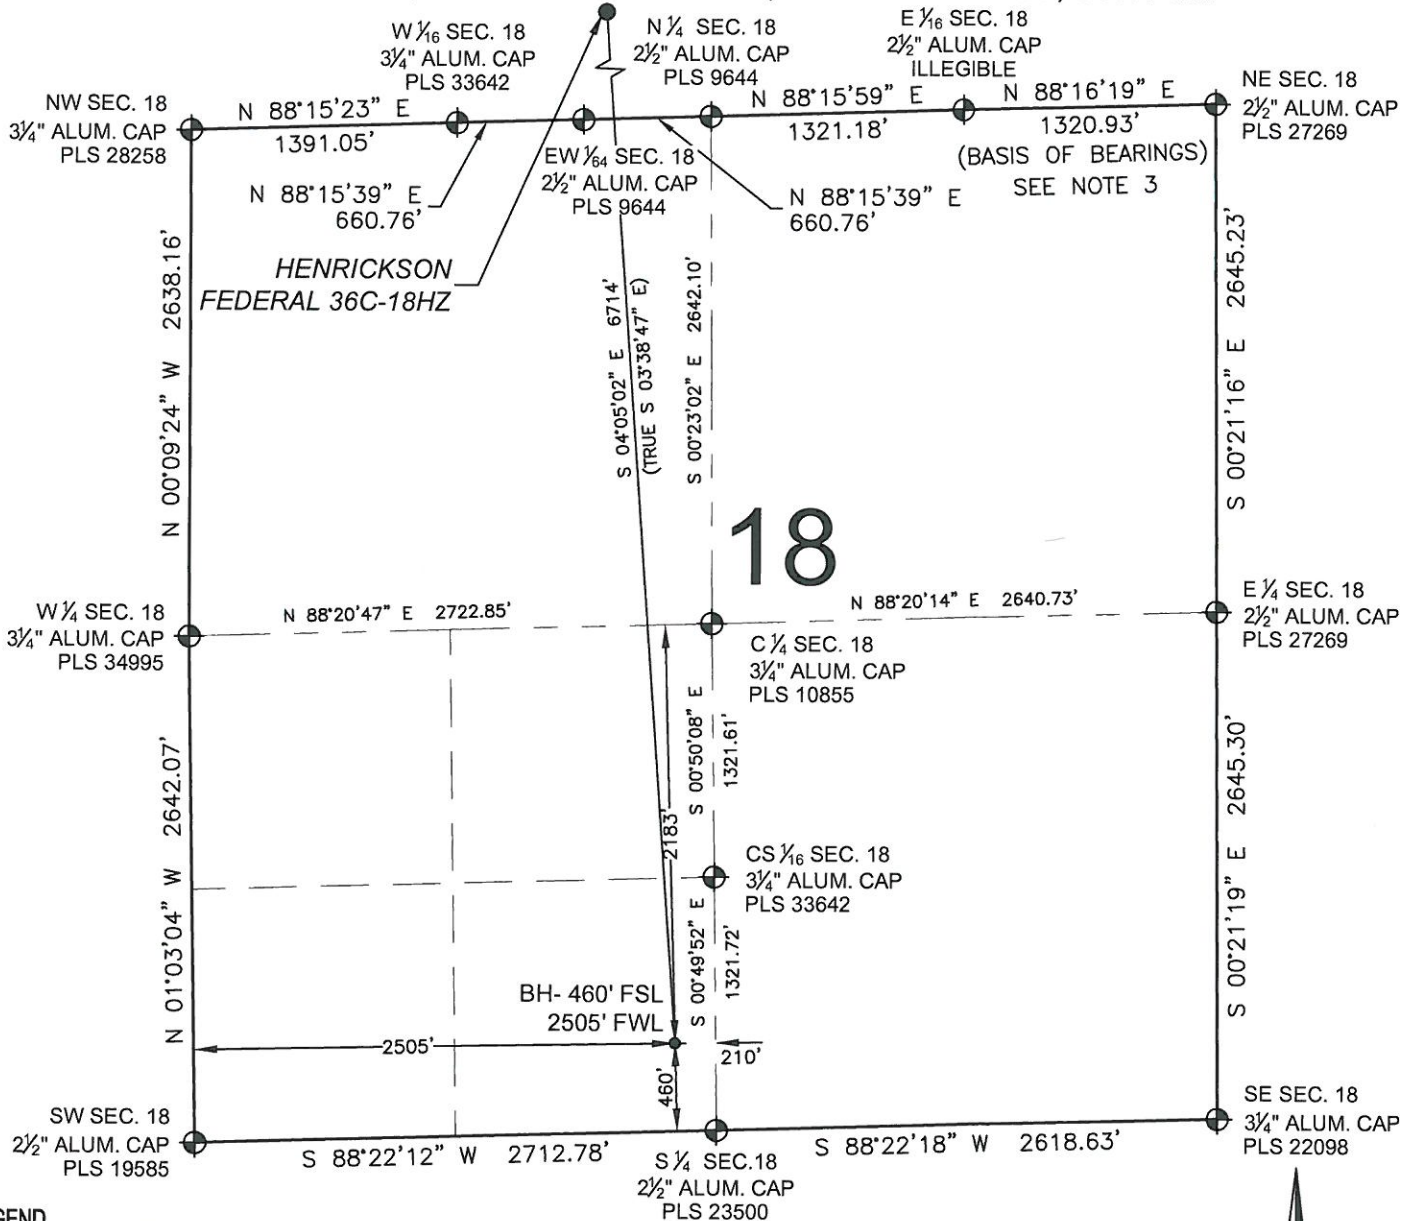 W 1⁄16 SEC. 18
3¼" ALUM. CAP
PLS 33642
N ¼ SEC. 18
2½" ALUM. CAP
PLS 9644
E 1⁄16 SEC. 18
2½" ALUM. CAP
ILLEGIBLE
NW SEC. 18
3¼" ALUM. CAP
PLS 28258
N 88°15'23" E
1391.05'
N 88°15'59" E
1321.18'
N 88°16'19" E
1320.93'
(BASIS OF BEARINGS)
SEE NOTE 3
NE SEC. 18
2½" ALUM. CAP
PLS 27269
EW 1⁄64 SEC. 18
2½" ALUM. CAP
PLS 9644
N 88°15'39" E
660.76'
N 88°15'39" E
660.76'
HENRICKSON
FEDERAL 36C-18HZ
N 00°09'24" W 2638.16'
S 04°05'02" E 6714'
(TRUE S 03°38'47" E)
S 00°23'02" E 2642.10'
S 00°21'16" E 2645.23'
18
W ¼ SEC. 18
3¼" ALUM. CAP
PLS 34995
N 88°20'47" E 2722.85'
N 88°20'14" E 2640.73'
E ¼ SEC. 18
2½" ALUM. CAP
PLS 27269
C ¼ SEC. 18
3¼" ALUM. CAP
PLS 10855
N 01°03'04" W 2642.07'
2183'
S 00°50'08" E
1321.61'
S 00°21'19" E 2645.30'
CS 1⁄16 SEC. 18
3¼" ALUM. CAP
PLS 33642
S 00°49'52" E
1321.72'
BH- 460' FSL
2505' FWL
2505'
210'
460'
SW SEC. 18
2½" ALUM. CAP
PLS 19585
S 88°22'12" W 2712.78'
S ¼ SEC.18
2½" ALUM. CAP
PLS 23500
S 88°22'18" W 2618.63'
SE SEC. 18
3¼" ALUM. CAP
PLS 22098